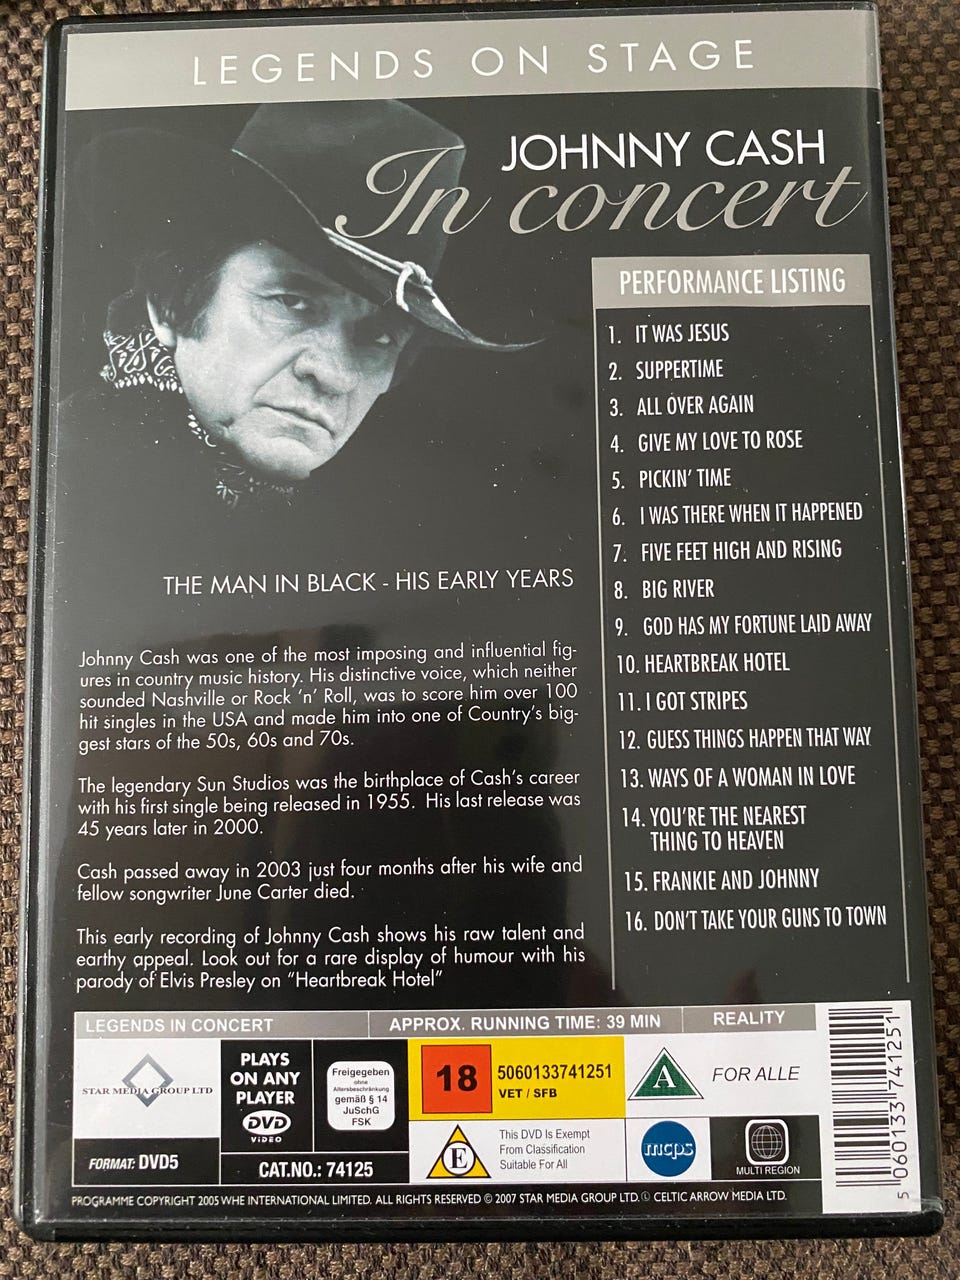 LEGENDS ON STAGE
JOHNNY CASH
In concert
PERFORMANCE LISTING
1. IT WAS JESUS
2. SUPPERTIME
3. ALL OVER AGAIN
4. GIVE MY LOVE TO ROSE
5. PICKIN' TIME
6. I WAS THERE WHEN IT HAPPENED
7. FIVE FEET HIGH AND RISING
8. BIG RIVER
9. GOD HAS MY FORTUNE LAID AWAY
10. HEARTBREAK HOTEL
11. I GOT STRIPES
12. GUESS THINGS HAPPEN THAT WAY
13. WAYS OF A WOMAN IN LOVE
14. YOU'RE THE NEAREST
THING TO HEAVEN
15. FRANKIE AND JOHNNY
16. DON'T TAKE YOUR GUNS TO TOWN
THE MAN IN BLACK - HIS EARLY YEARS
Johnny Cash was one of the most imposing and influential fig-
ures in country music history. His distinctive voice, which neither
sounded Nashville or Rock 'n' Roll, was to score him over 100
hit singles in the USA and made him into one of Country's big-
gest stars of the 50s, 60s and 70s.
The legendary Sun Studios was the birthplace of Cash's career
with his first single being released in 1955. His last release was
45 years later in 2000.
Cash passed away in 2003 just four months after his wife and
fellow songwriter June Carter died.
This early recording of Johnny Cash shows his raw talent and
earthy appeal. Look out for a rare display of humour with his
parody of Elvis Presley on "Heartbreak Hotel"
LEGENDS IN CONCERT
APPROX. RUNNING TIME: 39 MIN
REALITY
STAR MEDIA GROUP LTD
FORMAT: DVD5
PLAYS
ON ANY
PLAYER
DVD
VIDEO
Freigegeben
ohne
Altersbeschränkung
gemäß § 14
JuSchG
FSK
CAT.NO.: 74125
18
5060133741251
VET / SFB
E
This DVD Is Exempt
From Classification
Suitable For All
A
FOR ALLE
mcps
MULTI REGION
5 060133 741251
PROGRAMME COPYRIGHT 2005 WHE INTERNATIONAL LIMITED. ALL RIGHTS RESERVED © 2007 STAR MEDIA GROUP LTD. Ⓛ CELTIC ARROW MEDIA LTD.